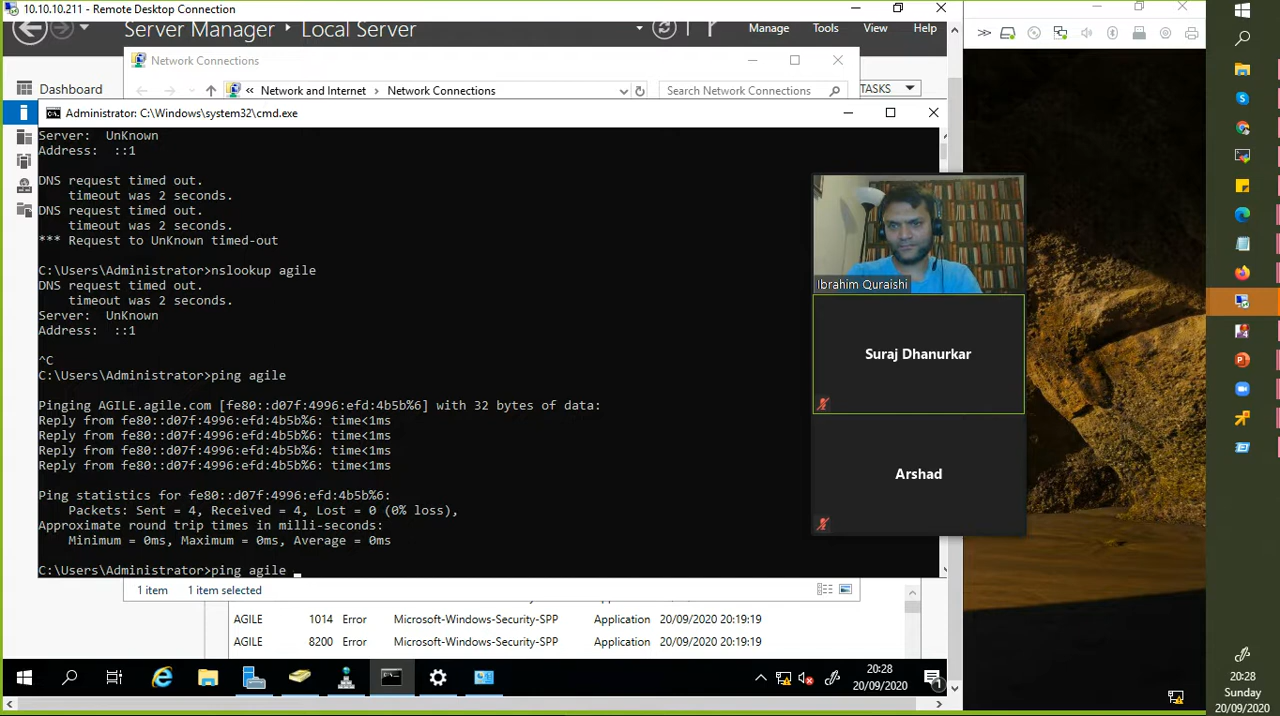 10.10.10.211 - Remote Desktop Connection
Server Manager Local Server
Manage Tools View Help
Network Connections
« Network and Internet > Network Connections
Search Network Connections
Dashboard
TASKS
Administrator: C:\Windows\system32\cmd.exe
Server:  UnKnown
Address:  ::1
DNS request timed out.
    timeout was 2 seconds.
DNS request timed out.
    timeout was 2 seconds.
*** Request to UnKnown timed-out
C:\Users\Administrator>nslookup agile
DNS request timed out.
    timeout was 2 seconds.
Server:  UnKnown
Address:  ::1
^C
C:\Users\Administrator>ping agile
Pinging AGILE.agile.com [fe80::d07f:4996:efd:4b5b%6] with 32 bytes of data:
Reply from fe80::d07f:4996:efd:4b5b%6: time<1ms
Reply from fe80::d07f:4996:efd:4b5b%6: time<1ms
Reply from fe80::d07f:4996:efd:4b5b%6: time<1ms
Reply from fe80::d07f:4996:efd:4b5b%6: time<1ms
Ping statistics for fe80::d07f:4996:efd:4b5b%6:
    Packets: Sent = 4, Received = 4, Lost = 0 (0% loss),
Approximate round trip times in milli-seconds:
    Minimum = 0ms, Maximum = 0ms, Average = 0ms
C:\Users\Administrator>ping agile _
Ibrahim Quraishi
Suraj Dhanurkar
Arshad
1 item 1 item selected
AGILE 1014 Error Microsoft-Windows-Security-SPP Application 20/09/2020 20:19:19
AGILE 8200 Error Microsoft-Windows-Security-SPP Application 20/09/2020 20:19:19
20:28
20/09/2020
1
20:28
Sunday
20/09/2020